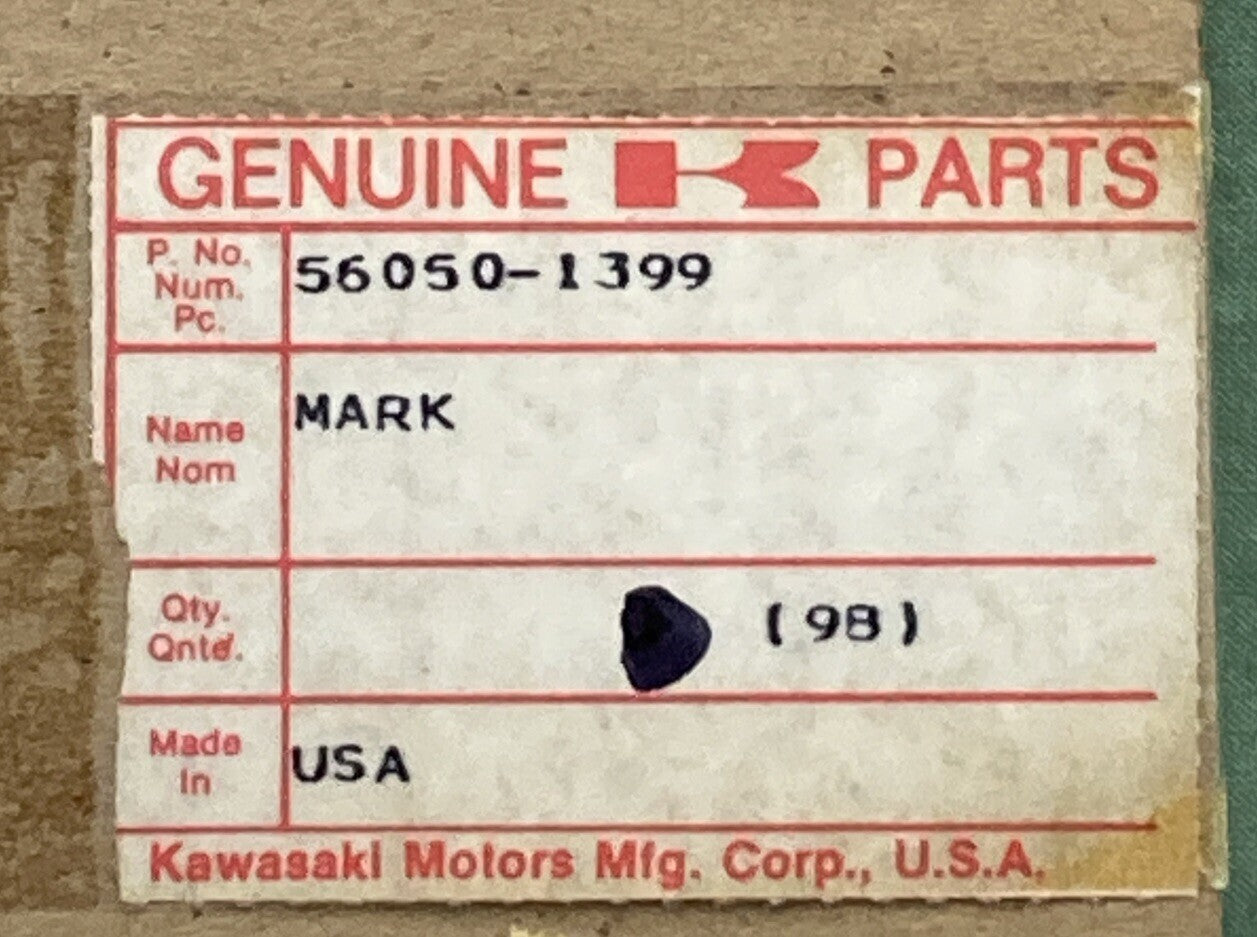 GENUINE K PARTS
P. No.
Num.
Pc.
56050-1399
Name
Nom
MARK
Qty.
Qnté.
(98)
Made
In
USA
Kawasaki Motors Mfg. Corp., U.S.A.